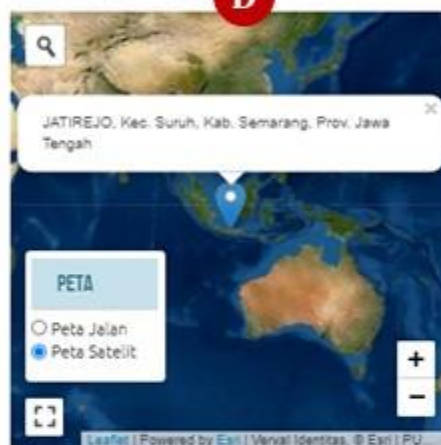 D
JATIREJO, Kec. Suruh, Kab. Semarang, Prov. Jawa
Tengah
×
PETA
Peta Jalan
Peta Satelit
+
−
Leaflet | Powered by Esri | Verval Identitas, © Esri | PU